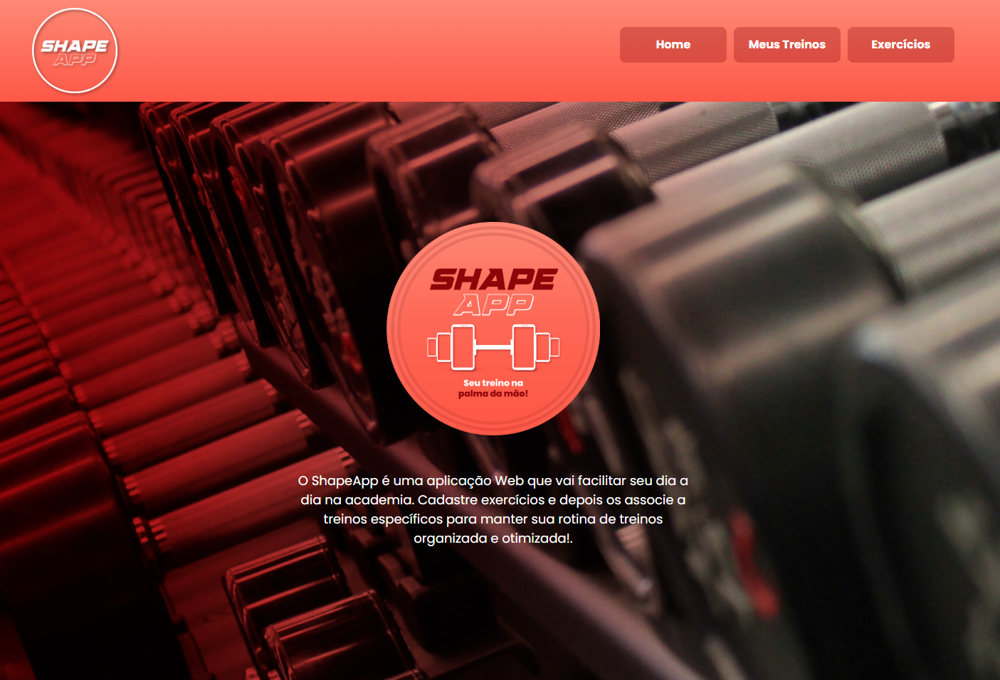 SHAPE
APP
Home
Meus Treinos
Exercícios
SHAPE
APP
Seu treino na
palma da mão!
O ShapeApp é uma aplicação Web que vai facilitar seu dia a
dia na academia. Cadastre exercícios e depois os associe a
treinos específicos para manter sua rotina de treinos
organizada e otimizada!.